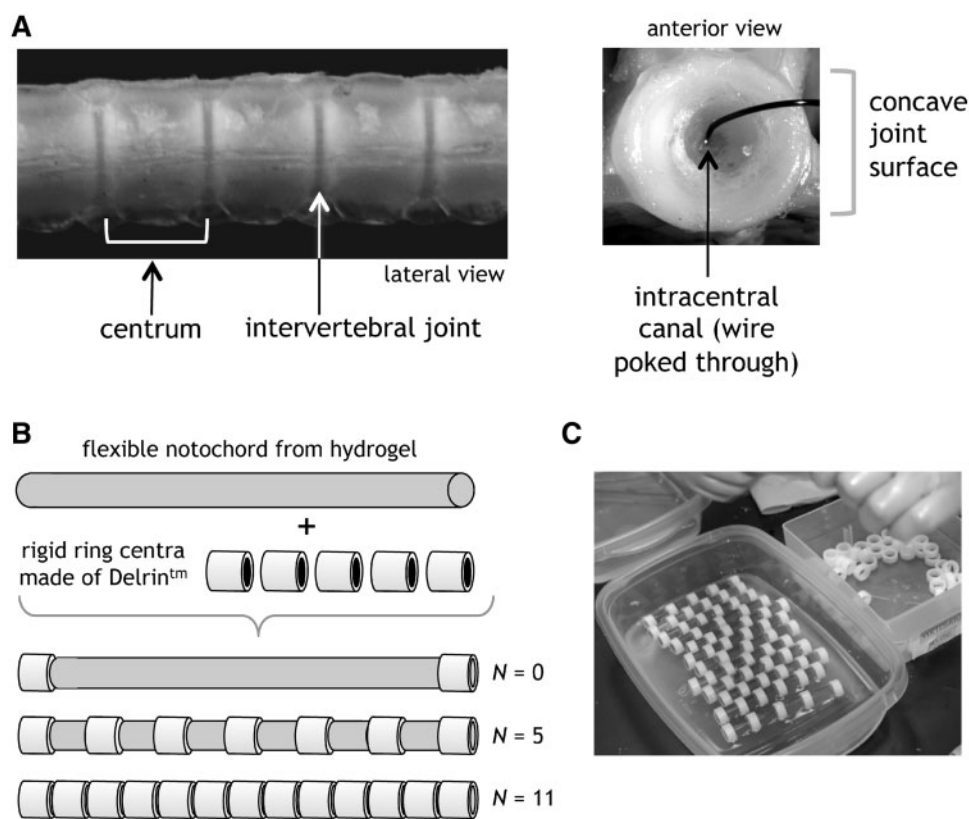 A
anterior view
concave
joint
surface
lateral view
centrum
intervertebral joint
intracentral
canal (wire
poked through)
B
flexible notochord from hydrogel
+
rigid ring centra
made of Delrin™
N = 0
N = 5
N = 11
C